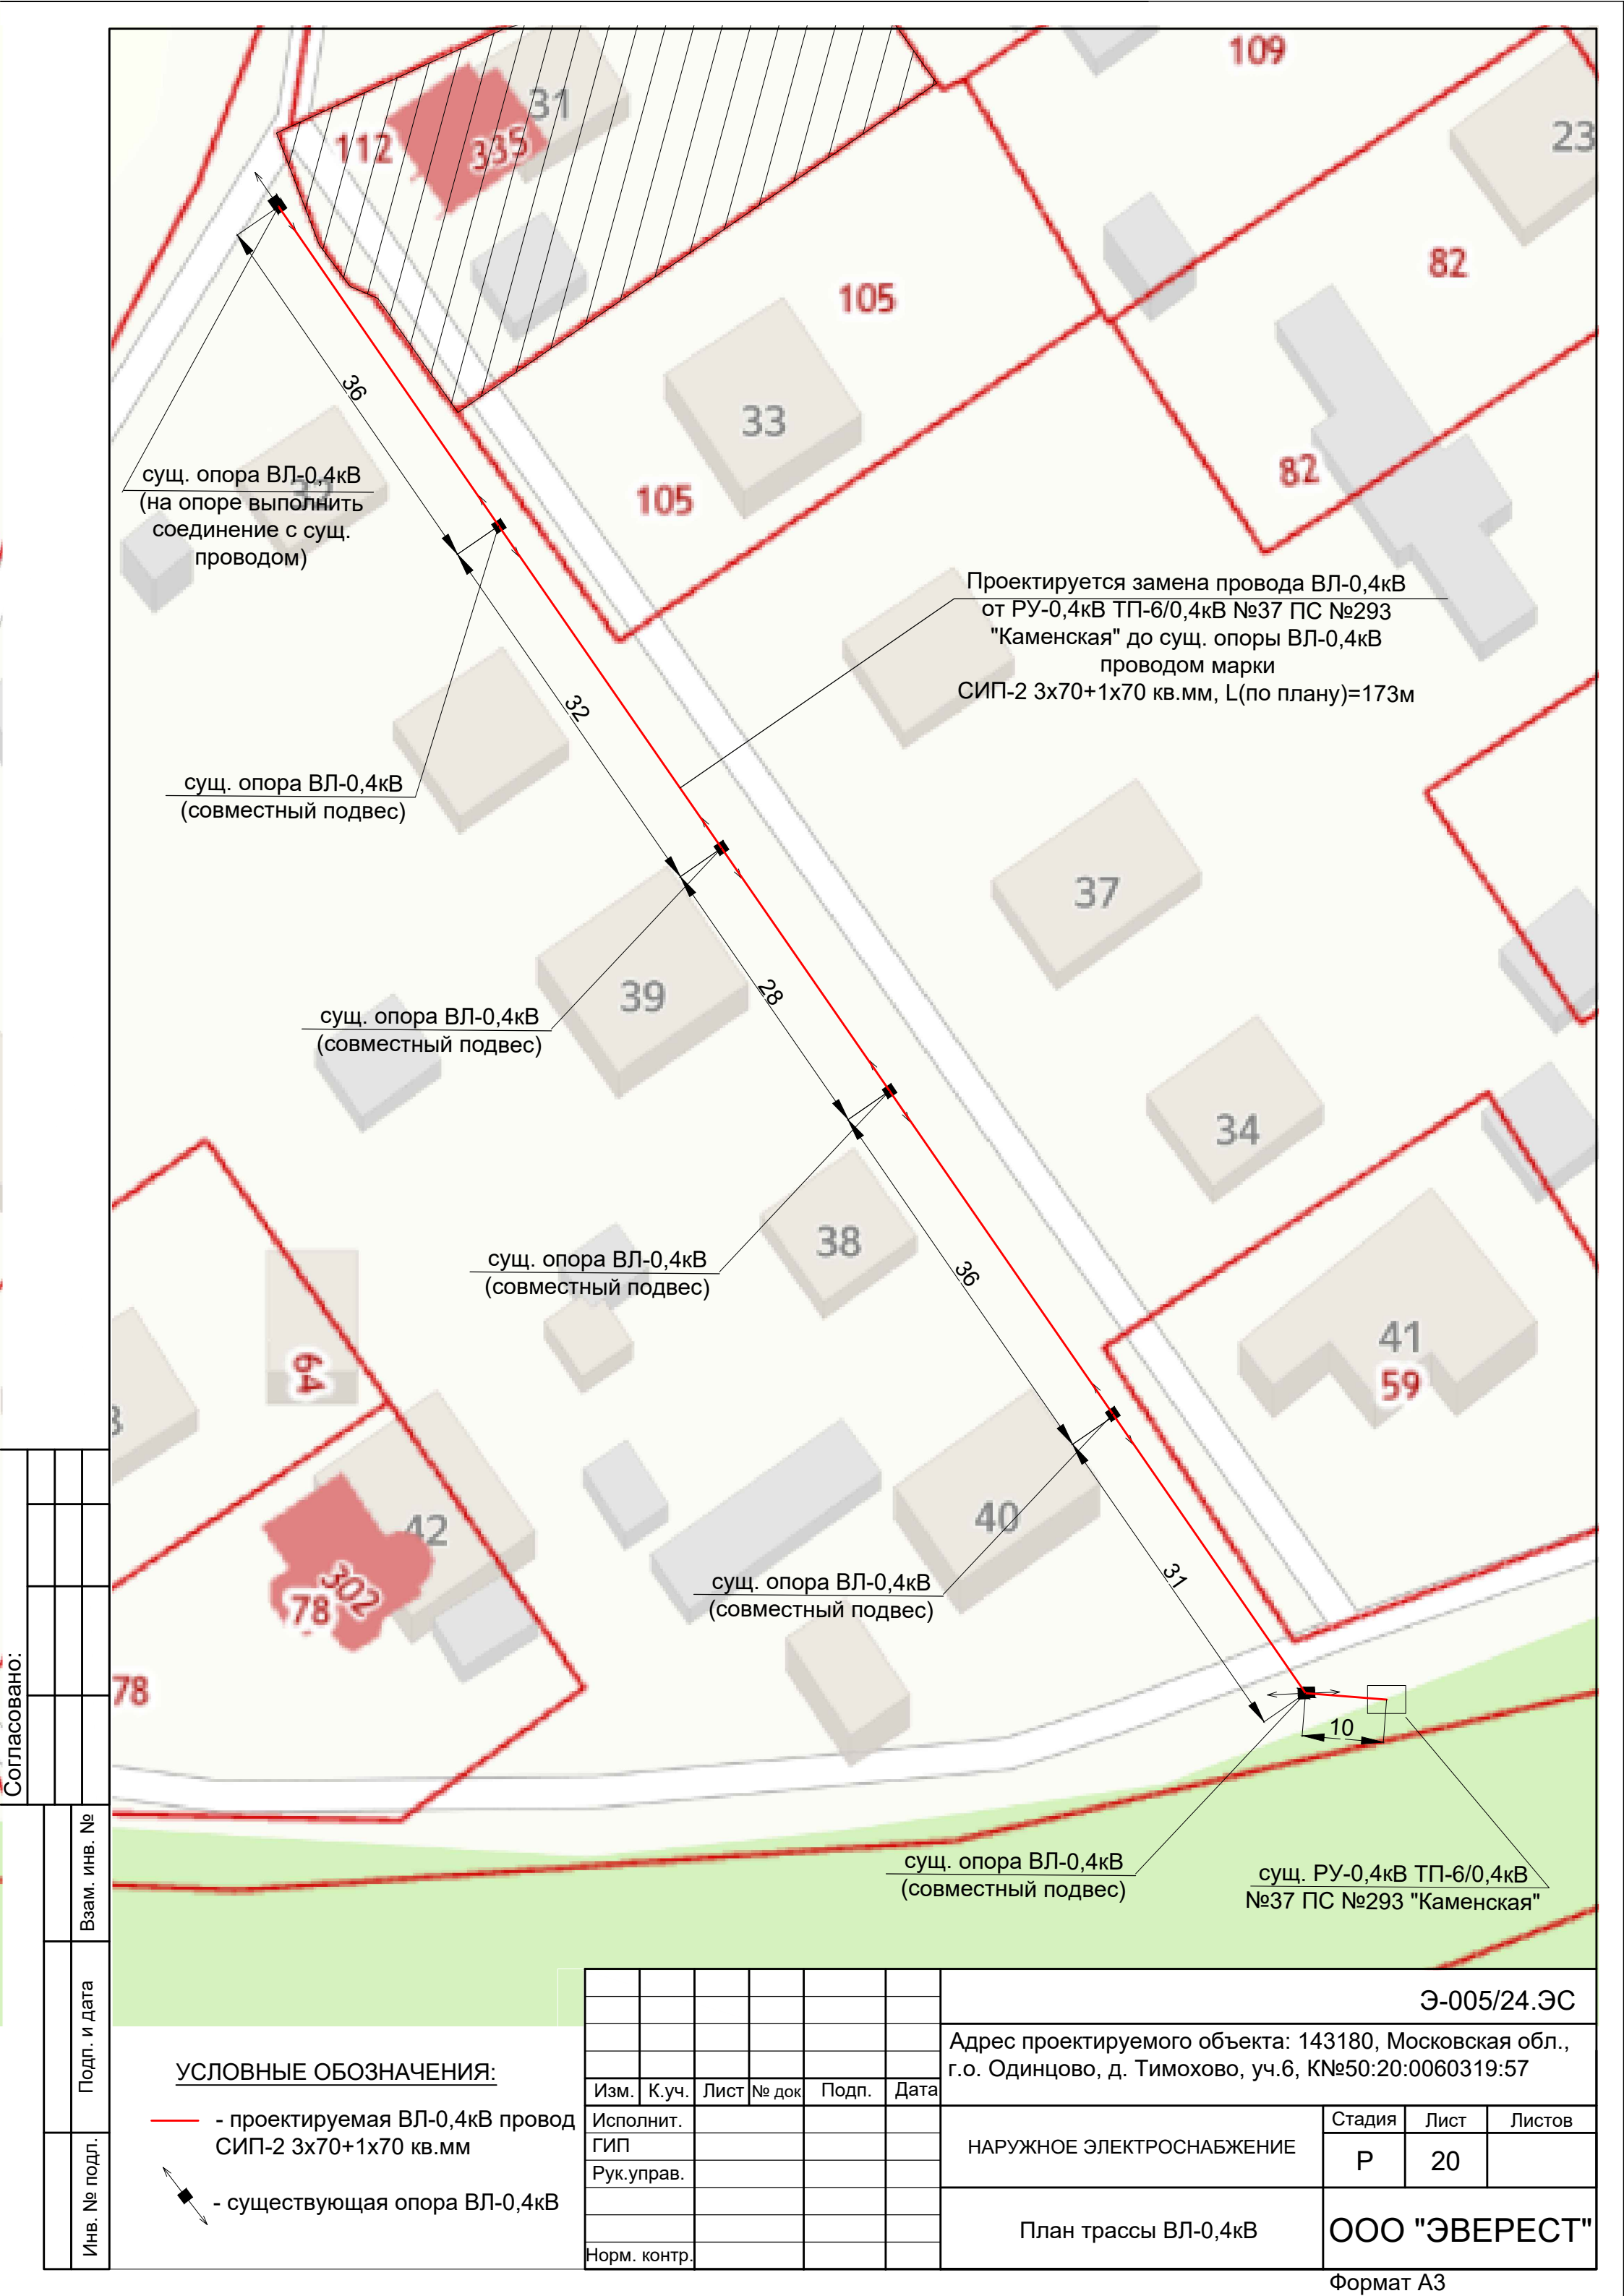 109
31
112
335
23
82
105
36
33
сущ. опора ВЛ-0,4кВ
32
(на опоре выполнить
соединение с сущ.
проводом)
82
105
Проектируется замена провода ВЛ-0,4кВ
от РУ-0,4кВ ТП-6/0,4кВ №37 ПС №293
"Каменская" до сущ. опоры ВЛ-0,4кВ
проводом марки
СИП-2 3х70+1х70 кв.мм, L(по плану)=173м
32
сущ. опора ВЛ-0,4кВ
(совместный подвес)
37
39
28
сущ. опора ВЛ-0,4кВ
(совместный подвес)
34
38
сущ. опора ВЛ-0,4кВ
(совместный подвес)
36
41
59
64
42
40
302
78
сущ. опора ВЛ-0,4кВ
(совместный подвес)
31
78
10
сущ. опора ВЛ-0,4кВ
(совместный подвес)
сущ. РУ-0,4кВ ТП-6/0,4кВ
№37 ПС №293 "Каменская"
Согласовано:
Взам. инв. №
Подп. и дата
Инв. № подл.
УСЛОВНЫЕ ОБОЗНАЧЕНИЯ:
- проектируемая ВЛ-0,4кВ провод
СИП-2 3х70+1х70 кв.мм
- существующая опора ВЛ-0,4кВ
Э-005/24.ЭС
Адрес проектируемого объекта: 143180, Московская обл.,
г.о. Одинцово, д. Тимохово, уч.6, К№50:20:0060319:57
Изм. К.уч. Лист № док Подп. Дата
Исполнит.
ГИП
Рук.управ.
Норм. контр.
НАРУЖНОЕ ЭЛЕКТРОСНАБЖЕНИЕ
Стадия Лист Листов
Р 20
План трассы ВЛ-0,4кВ
ООО "ЭВЕРЕСТ"
Формат А3